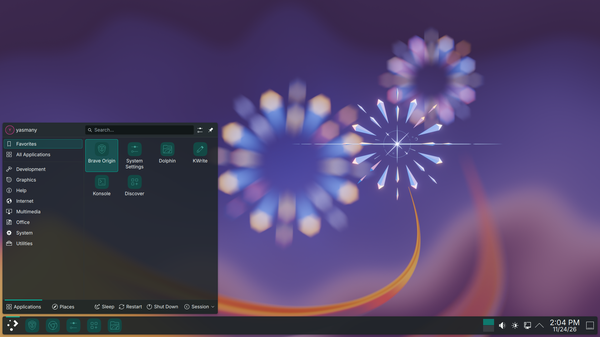 yasmany
Search...
Favorites
All Applications
Development
Graphics
Help
Internet
Multimedia
Office
System
Utilities
Brave Origin
System Settings
Dolphin
KWrite
Konsole
Discover
Applications
Places
Sleep
Restart
Shut Down
Session
2:04 PM
11/24/26